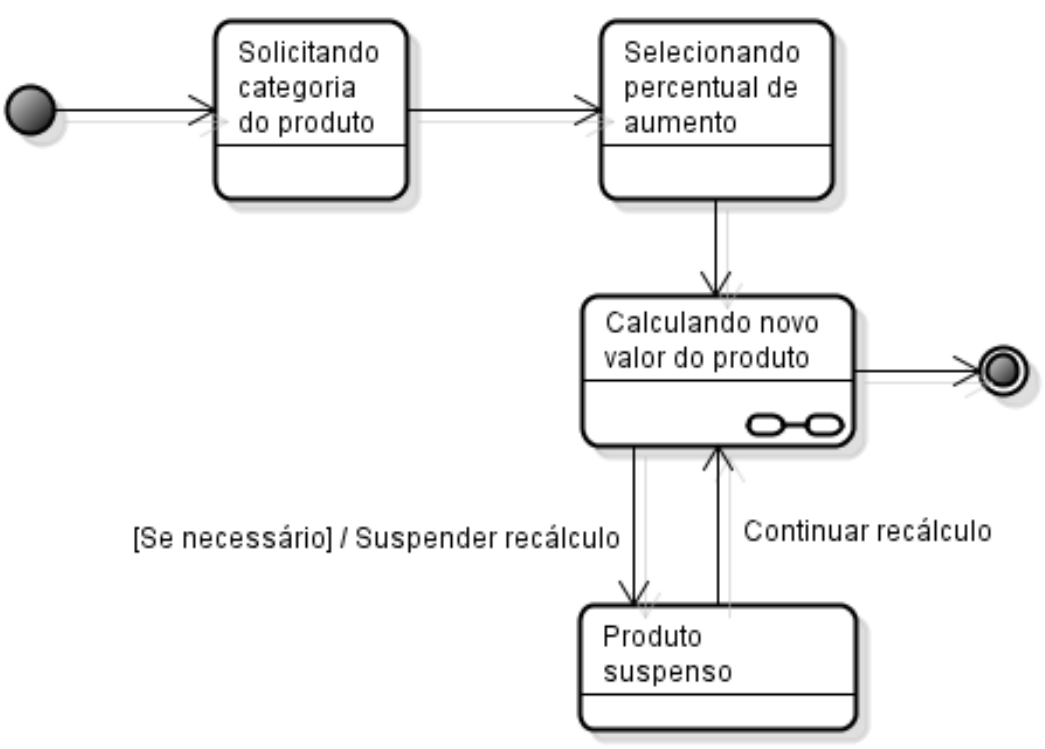 Solicitando
categoria
do produto
Selecionando
percentual de
aumento
Calculando novo
valor do produto
[Se necessário] / Suspender recálculo
Continuar recálculo
Produto
suspenso